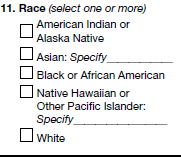 11. Race (select one or more)
American Indian or
Alaska Native
Asian: Specify__________
Black or African American
Native Hawaiian or
Other Pacific Islander:
Specify_____________
White